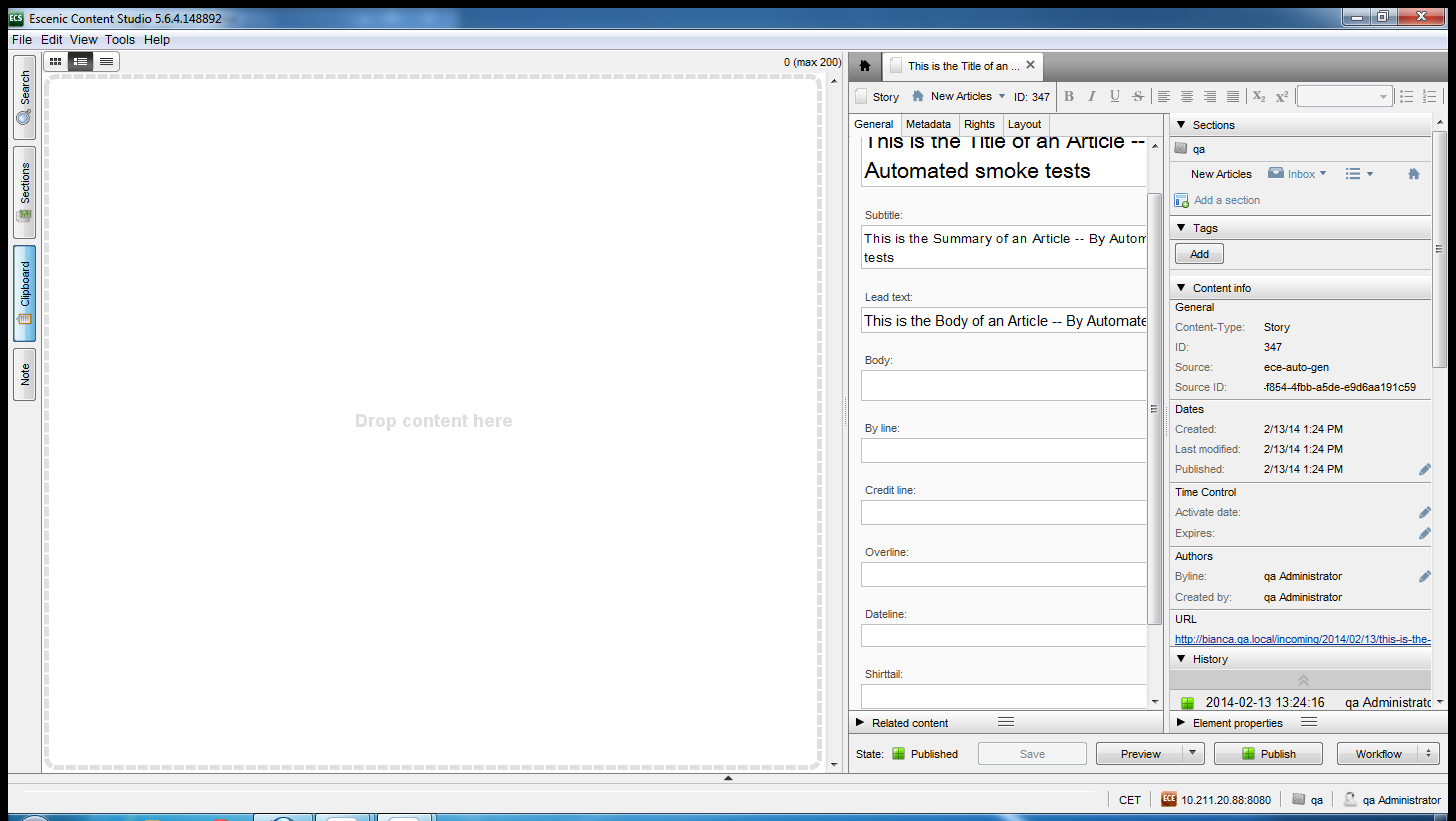 ECS Escenic Content Studio 5.6.4.148892
File Edit View Tools Help
Search
Sections
Clipboard
Note
0 (max 200)
Drop content here
This is the Title of an ...
Story New Articles ID: 347 B I U S X2 X2
General Metadata Rights Layout
This is the Title of an Article --
Automated smoke tests
Subtitle:
This is the Summary of an Article -- By Autom
tests
Lead text:
This is the Body of an Article -- By Automate
Body:
By line:
Credit line:
Overline:
Dateline:
Shirttail:
Related content
Sections
qa
New Articles Inbox
Add a section
Tags
Add
Content info
General
Content-Type: Story
ID: 347
Source: ece-auto-gen
Source ID: -f854-4fbb-a5de-e9d6aa191c59
Dates
Created: 2/13/14 1:24 PM
Last modified: 2/13/14 1:24 PM
Published: 2/13/14 1:24 PM
Time Control
Activate date:
Expires:
Authors
Byline: qa Administrator
Created by: qa Administrator
URL
http://bianca.qa.local/incoming/2014/02/13/this-is-the-
History
2014-02-13 13:24:16 qa Administratc
Element properties
State: Published Save Preview Publish Workflow
CET ECE 10.211.20.88:8080 qa qa Administrator